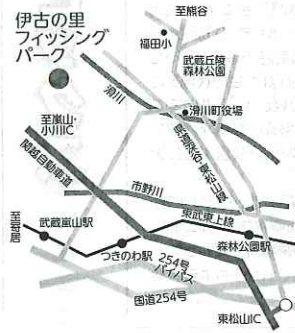 伊古の里
フィッシング
パーク
至熊谷
福田小
武蔵丘陵
森林公園
滑川
滑川町役場
県道熊谷・東松山線
至嵐山・
小川IC
関越自動車道
市野川
東武東上線
至寄居
武蔵嵐山駅
つきのわ駅
森林公園駅
254号
バイパス
国道254号
東松山IC